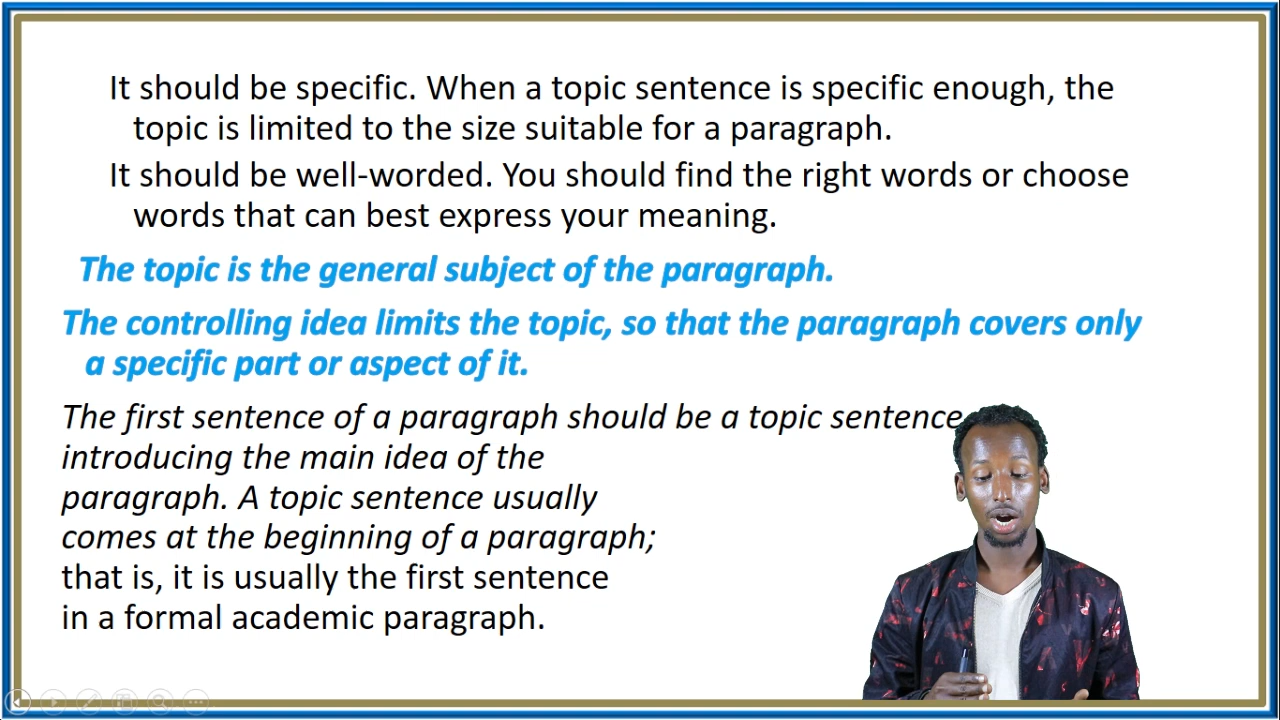 It should be specific. When a topic sentence is specific enough, the
topic is limited to the size suitable for a paragraph.
It should be well-worded. You should find the right words or choose
words that can best express your meaning.
The topic is the general subject of the paragraph.
The controlling idea limits the topic, so that the paragraph covers only
a specific part or aspect of it.
The first sentence of a paragraph should be a topic sentence
introducing the main idea of the
paragraph. A topic sentence usually
comes at the beginning of a paragraph;
that is, it is usually the first sentence
in a formal academic paragraph.